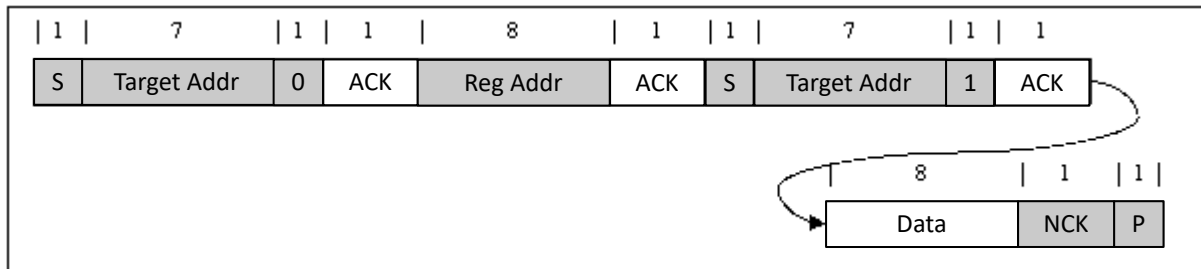 | 1 | 7 | 1 | 1 | 8 | 1 | 1 | 7 | 1 | 1
S Target Addr 0 ACK Reg Addr ACK S Target Addr 1 ACK
| 8 | 1 | 1 |
Data NCK P